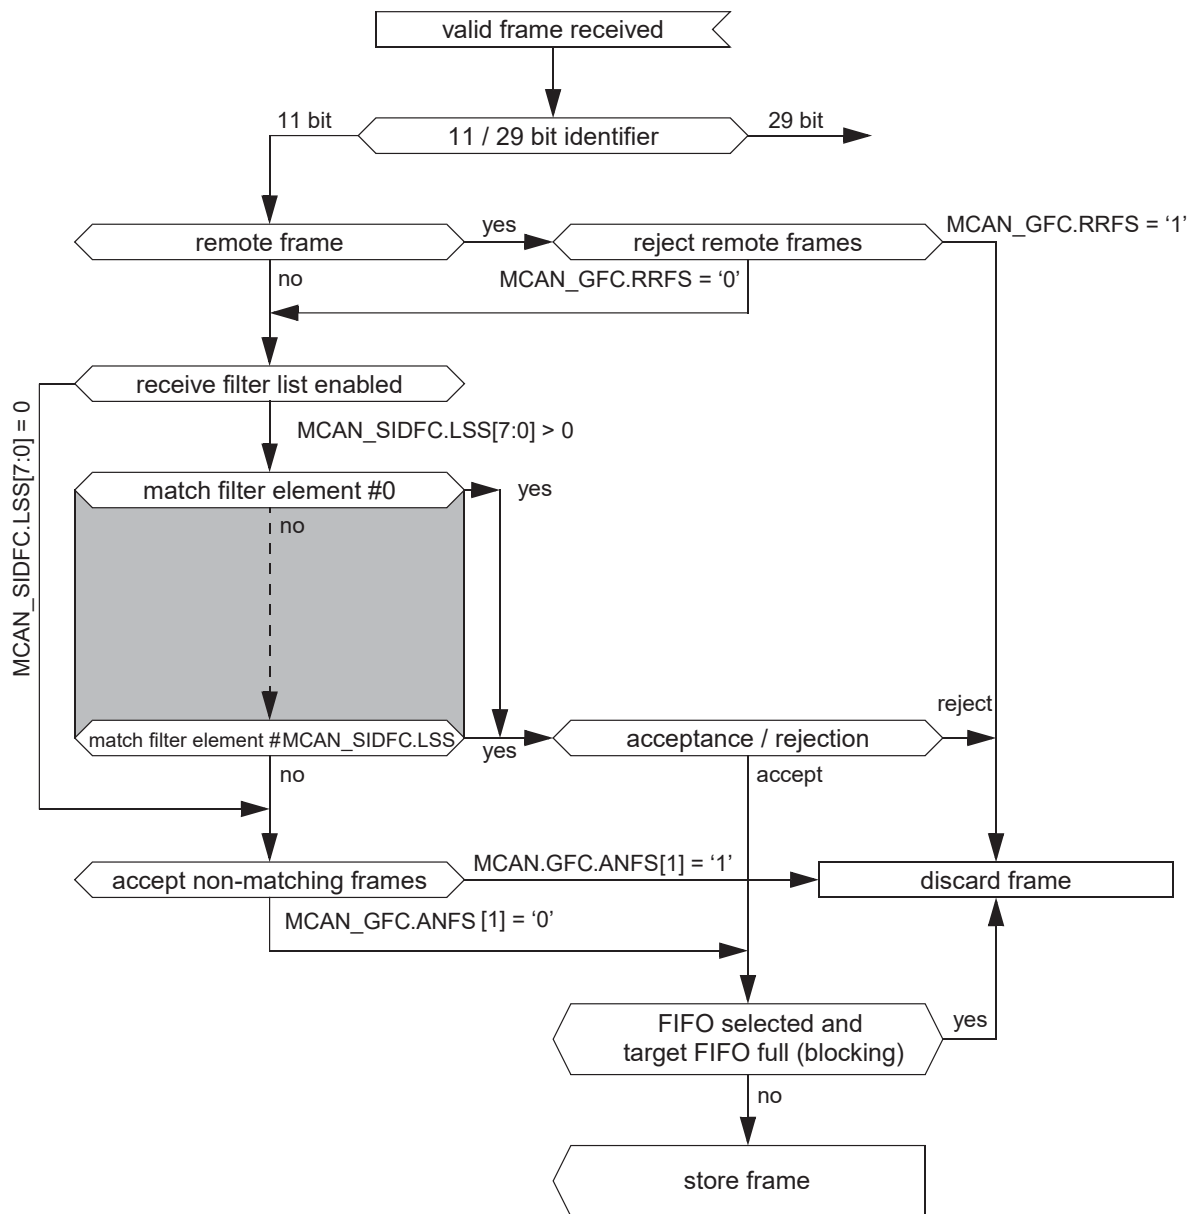 valid frame received
11 bit
11 / 29 bit identifier
29 bit
remote frame
yes
reject remote frames
MCAN_GFC.RRFS = ‘1’
no
MCAN_GFC.RRFS = ‘0’
receive filter list enabled
MCAN_SIDFC.LSS[7:0] = 0
MCAN_SIDFC.LSS[7:0] > 0
match filter element #0
yes
no
reject
match filter element #MCAN_SIDFC.LSS
yes
acceptance / rejection
no
accept
accept non-matching frames
MCAN.GFC.ANFS[1] = ‘1’
discard frame
MCAN_GFC.ANFS [1] = ‘0’
FIFO selected and
target FIFO full (blocking)
yes
no
store frame